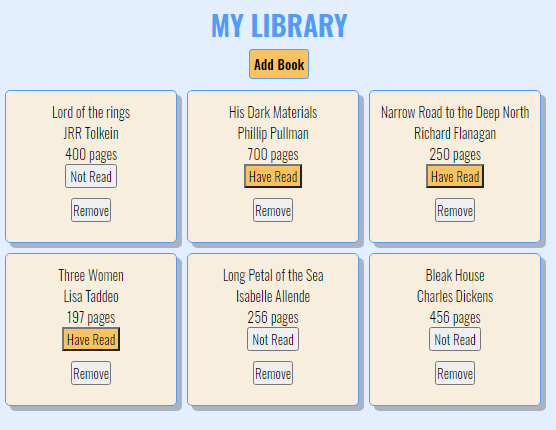 MY LIBRARY
Add Book
Lord of the rings
JRR Tolkein
400 pages
Not Read
Remove
His Dark Materials
Phillip Pullman
700 pages
Have Read
Remove
Narrow Road to the Deep North
Richard Flanagan
250 pages
Have Read
Remove
Three Women
Lisa Taddeo
197 pages
Have Read
Remove
Long Petal of the Sea
Isabelle Allende
256 pages
Not Read
Remove
Bleak House
Charles Dickens
456 pages
Not Read
Remove